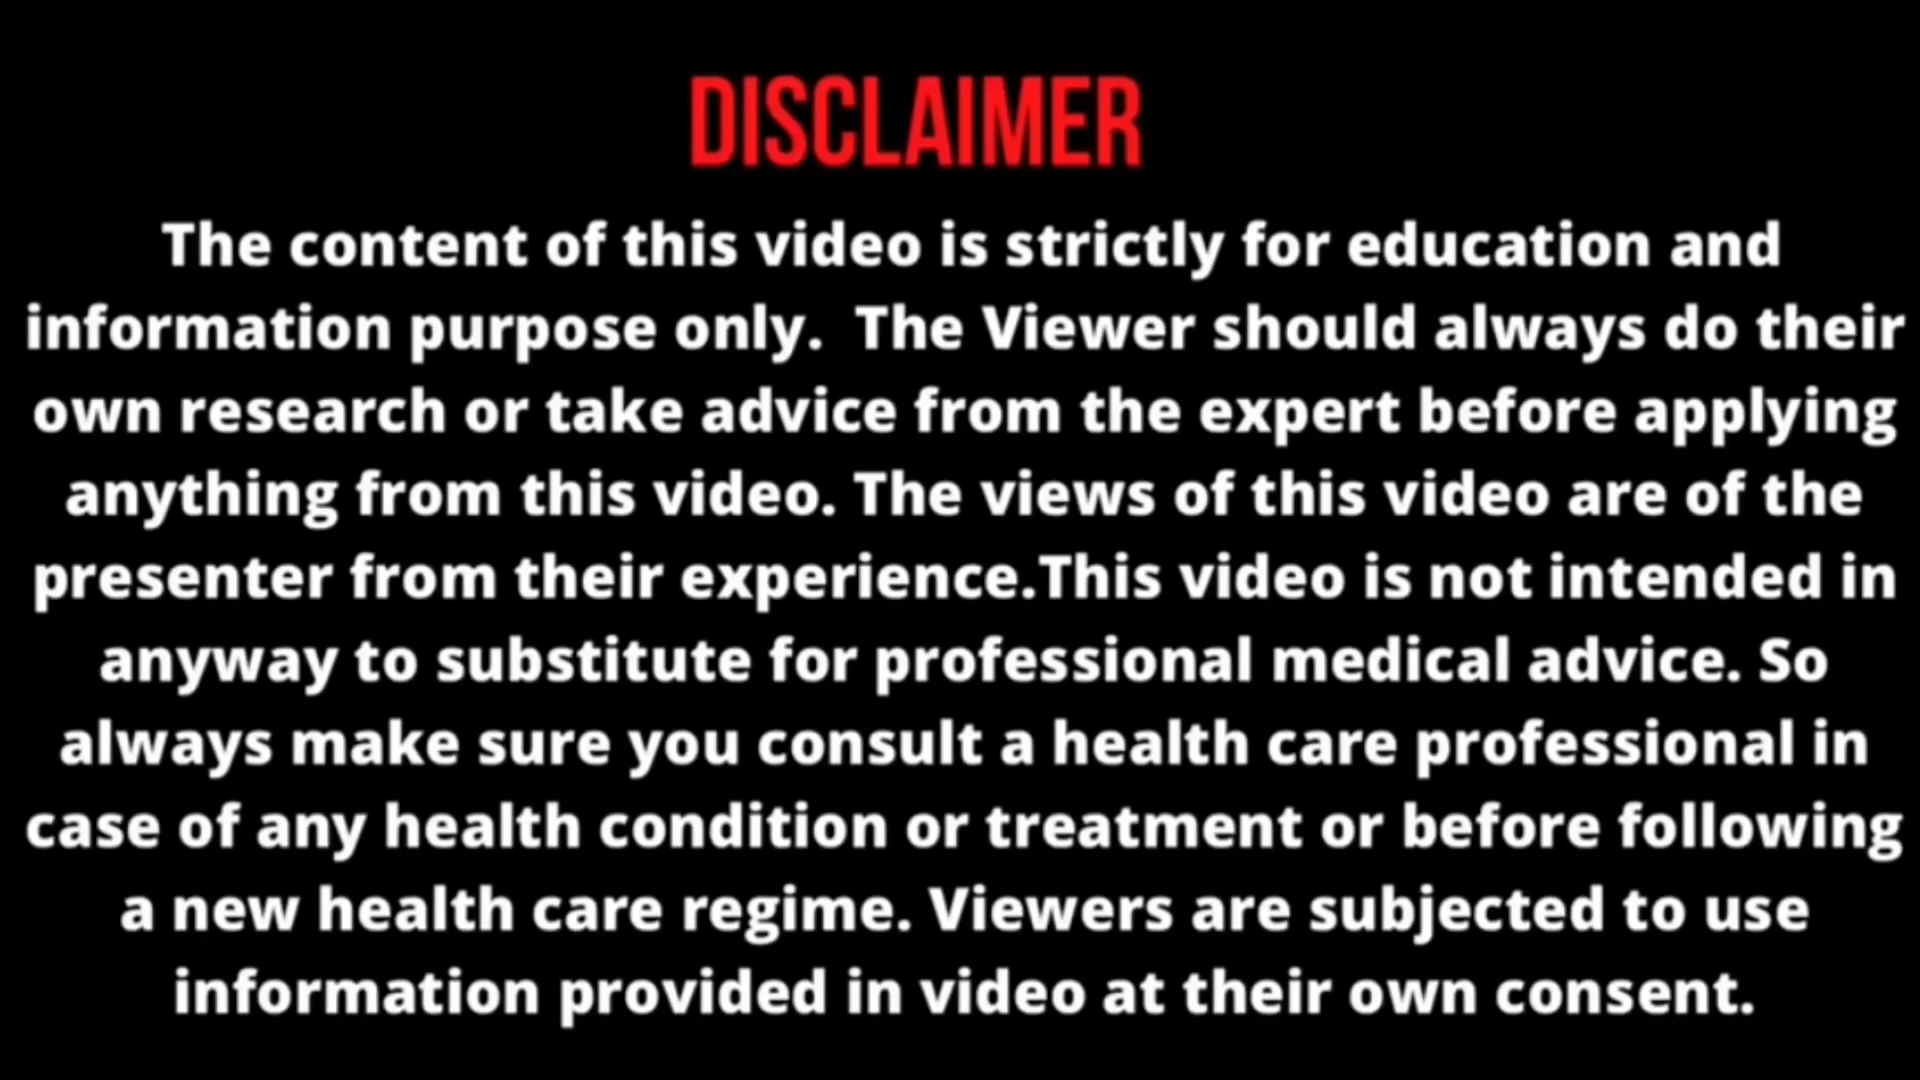 DISCLAIMER
The content of this video is strictly for education and
information purpose only.  The Viewer should always do their
own research or take advice from the expert before applying
anything from this video. The views of this video are of the
presenter from their experience.This video is not intended in
anyway to substitute for professional medical advice. So
always make sure you consult a health care professional in
case of any health condition or treatment or before following
a new health care regime. Viewers are subjected to use
information provided in video at their own consent.